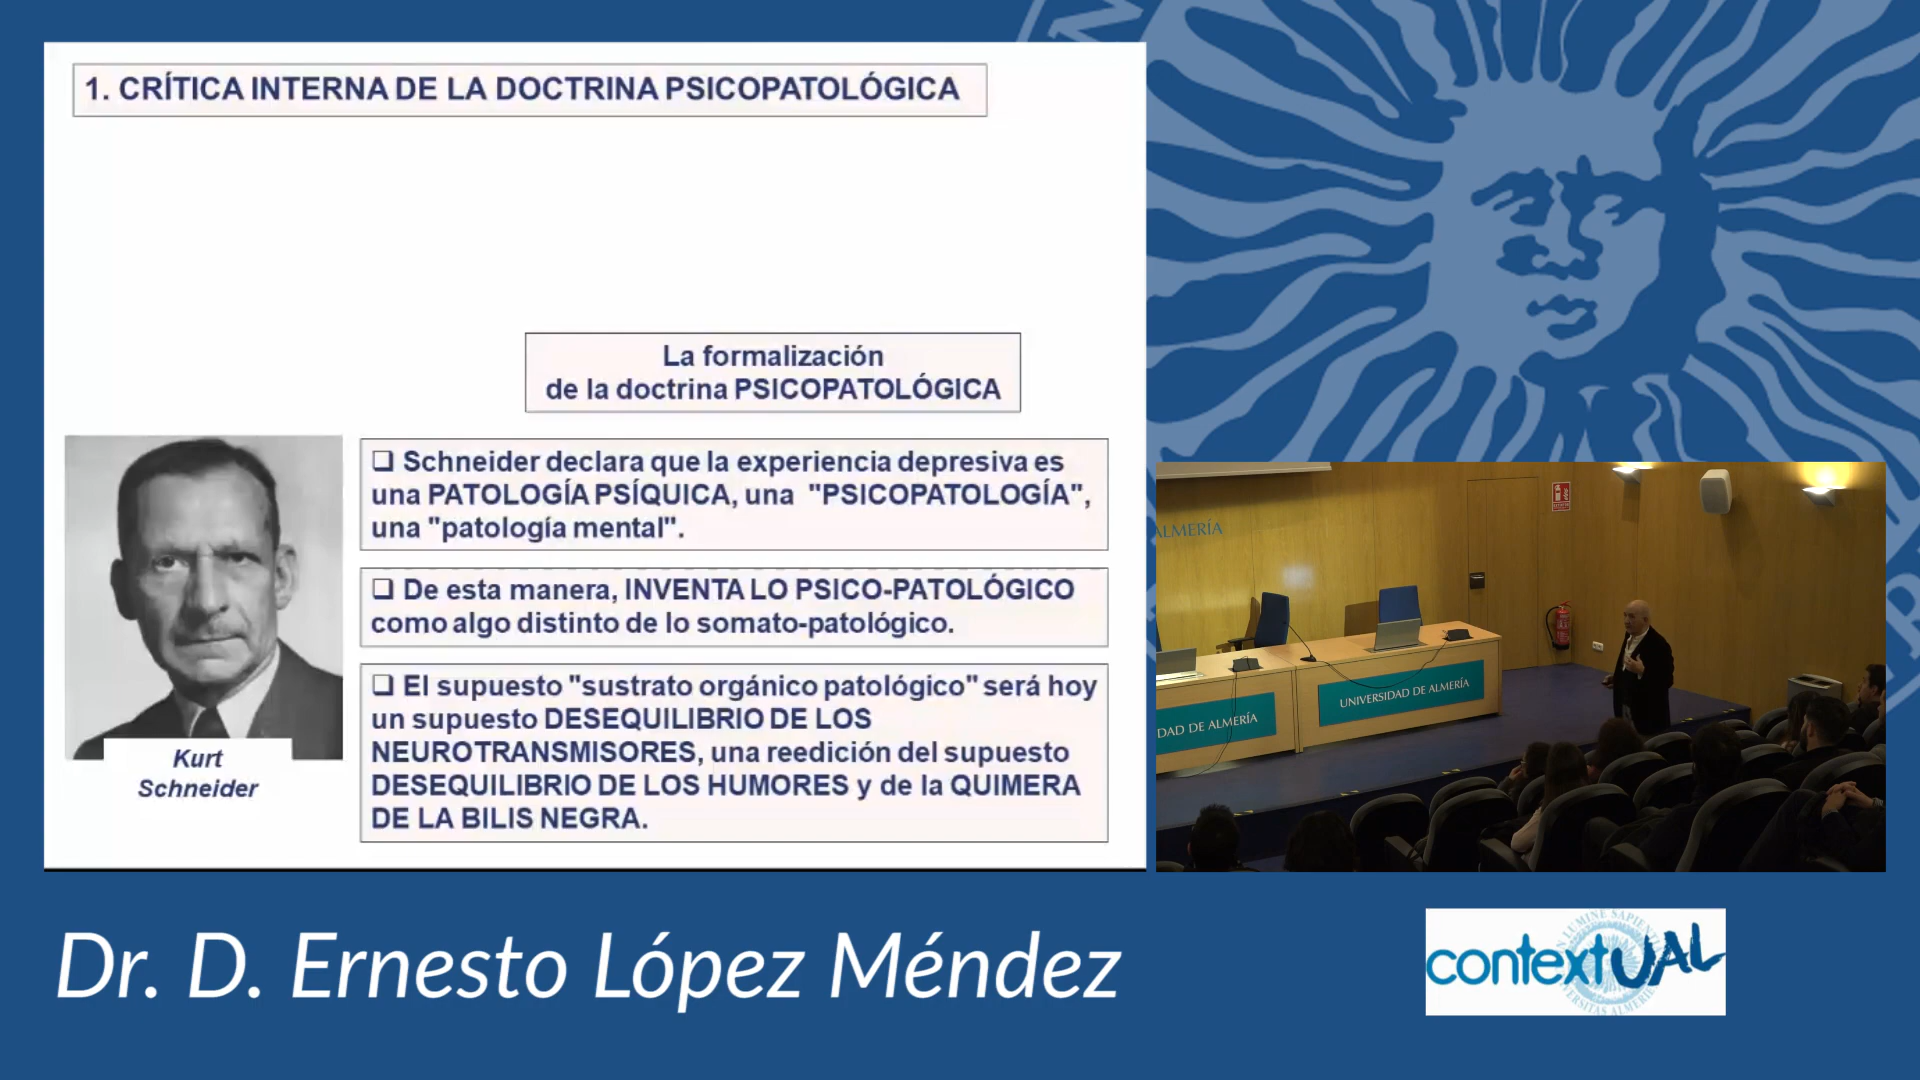 1. CRÍTICA INTERNA DE LA DOCTRINA PSICOPATOLÓGICA
La formalización
de la doctrina PSICOPATOLÓGICA
❑ Schneider declara que la experiencia depresiva es
una PATOLOGÍA PSÍQUICA, una "PSICOPATOLOGÍA",
una "patología mental".
❑ De esta manera, INVENTA LO PSICO-PATOLÓGICO
como algo distinto de lo somato-patológico.
❑ El supuesto "sustrato orgánico patológico" será hoy
un supuesto DESEQUILIBRIO DE LOS
NEUROTRANSMISORES, una reedición del supuesto
DESEQUILIBRIO DE LOS HUMORES y de la QUIMERA
DE LA BILIS NEGRA.
Kurt
Schneider
ALMERÍA
DAD DE ALMERÍA
UNIVERSIDAD DE ALMERÍA
Dr. D. Ernesto López Méndez
contextUAL